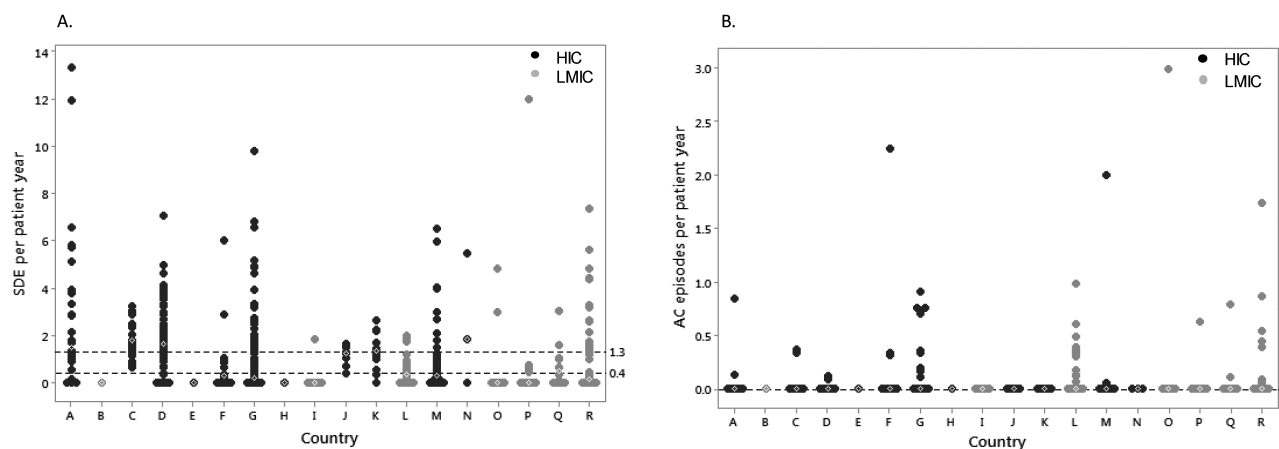 A.
14
12
10
8
6
4
2
0
SDE per patient year
HIC
LMIC
1.3
0.4
A B C D E F G H I J K L M N O P Q R
Country
B.
3.0
2.5
2.0
1.5
1.0
0.5
0.0
AC episodes per patient year
HIC
LMIC
A B C D E F G H I J K L M N O P Q R
Country